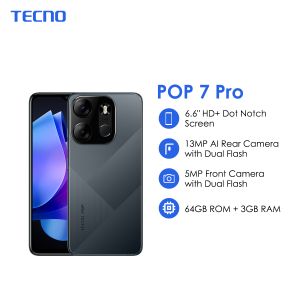 TECNO
POP 7 Pro
6.6" HD+ Dot Notch
Screen
13MP AI Rear Camera
with Dual Flash
5MP Front Camera
with Dual Flash
64GB ROM + 3GB RAM